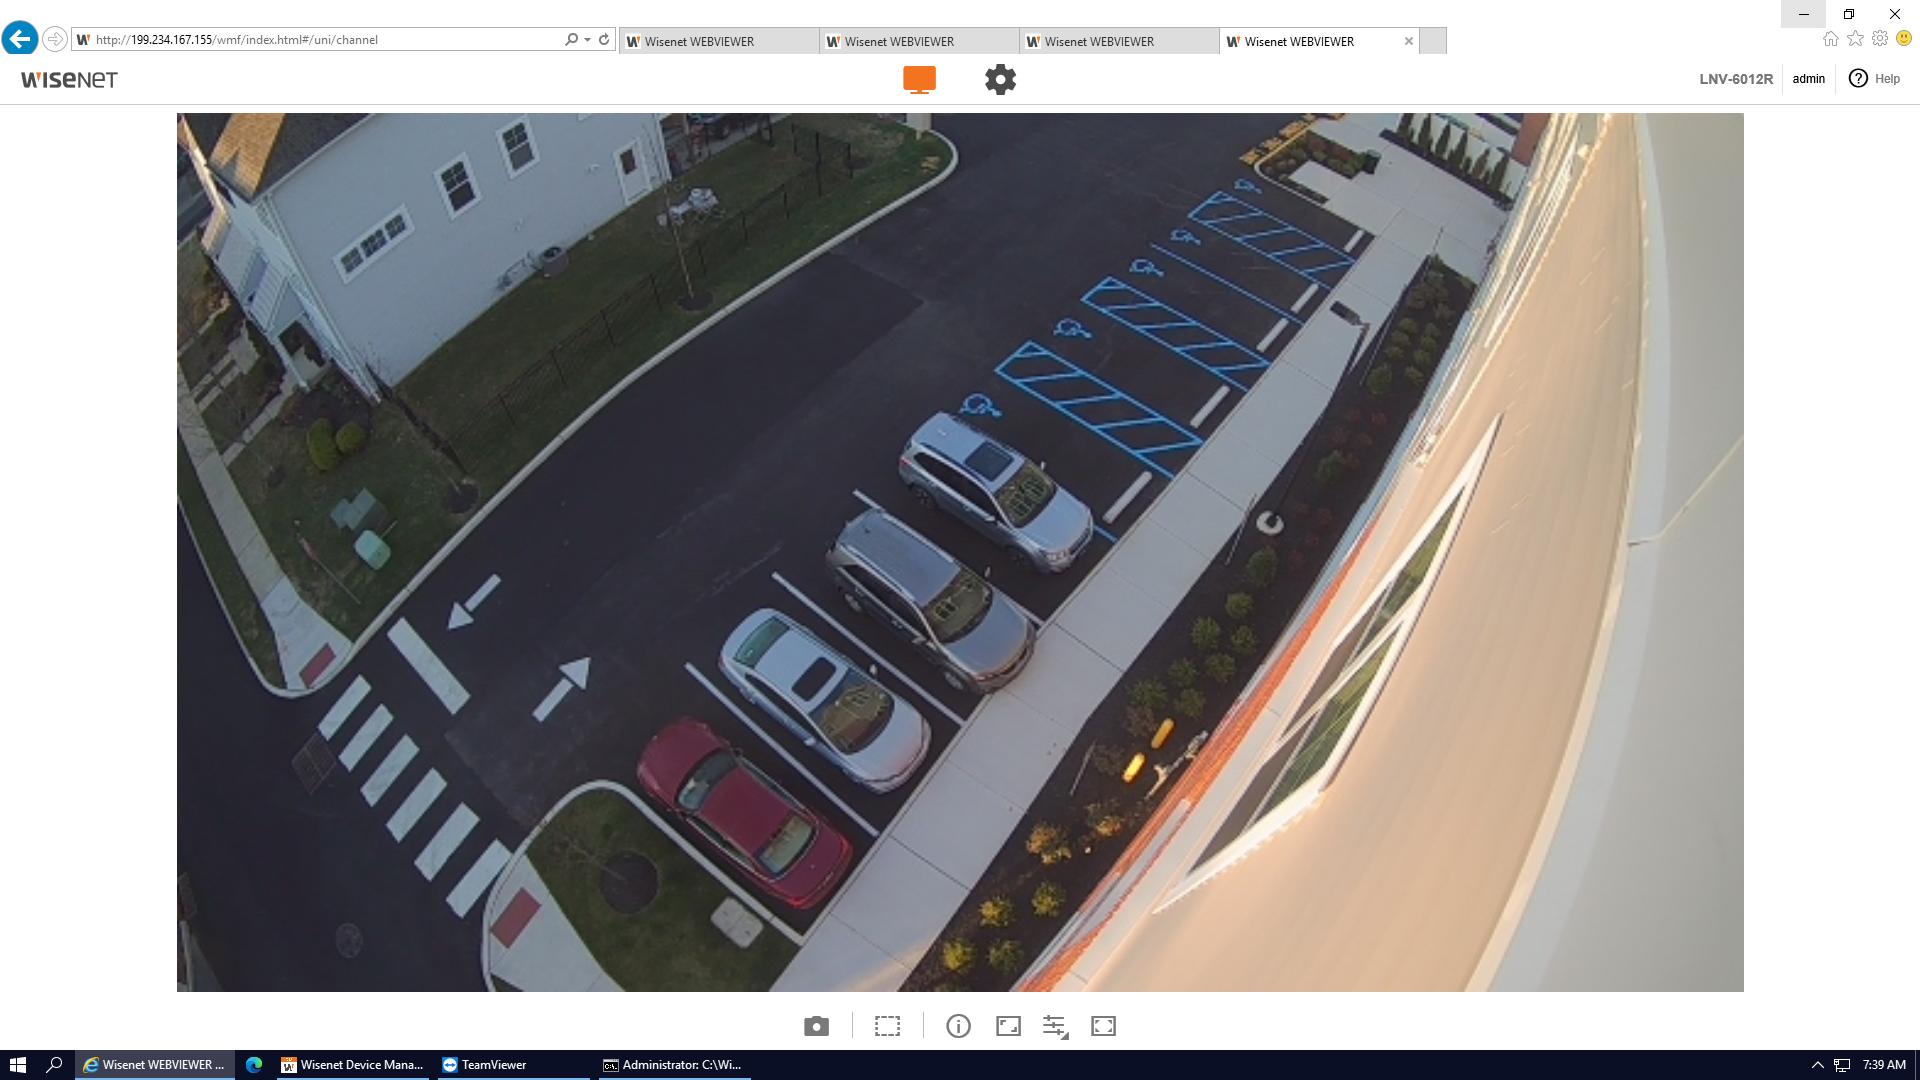 http://199.234.167.155/wmf/index.html#/uni/channel
Wisenet WEBVIEWER
Wisenet WEBVIEWER
Wisenet WEBVIEWER
Wisenet WEBVIEWER
WISENET
LNV-6012R
admin
? Help
Wisenet WEBVIEWER ...
Wisenet Device Mana...
TeamViewer
Administrator: C:\Wi...
7:39 AM